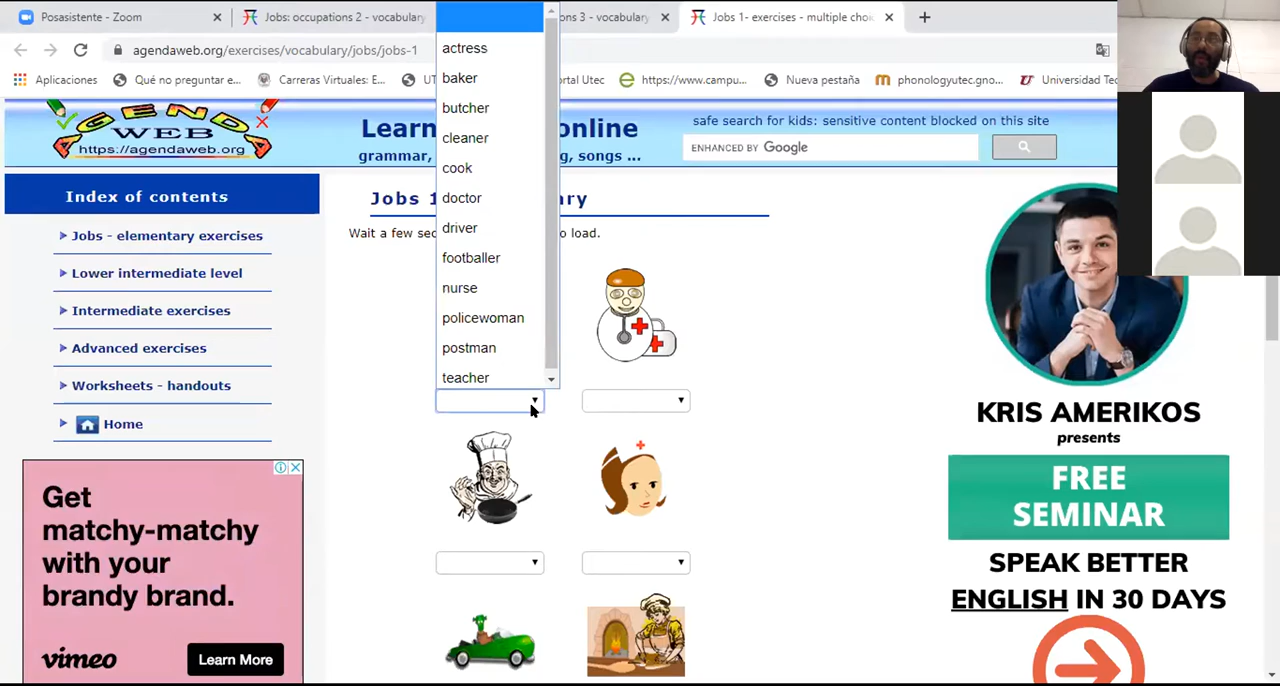 Posasistente - Zoom
Jobs: occupations 2 - vocabulary
ons 3 - vocabulary
Jobs 1- exercises - multiple choi
agendaweb.org/exercises/vocabulary/jobs/jobs-1
Aplicaciones
Qué no preguntar e...
Carreras Virtuales: E...
UT
ortal Utec
https://www.campu...
Nueva pestaña
phonologyutec.gno...
Universidad Tec
AGENDA
WEB
https://agendaweb.org
Learn
online
grammar,
g, songs ...
safe search for kids: sensitive content blocked on this site
ENHANCED BY Google
Index of contents
Jobs - elementary exercises
Lower intermediate level
Intermediate exercises
Advanced exercises
Worksheets - handouts
Home
Jobs 1
ry
Wait a few sec
o load.
actress
baker
butcher
cleaner
cook
doctor
driver
footballer
nurse
policewoman
postman
teacher
Get
matchy-matchy
with your
brandy brand.
vimeo
Learn More
KRIS AMERIKOS
presents
FREE
SEMINAR
SPEAK BETTER
ENGLISH IN 30 DAYS